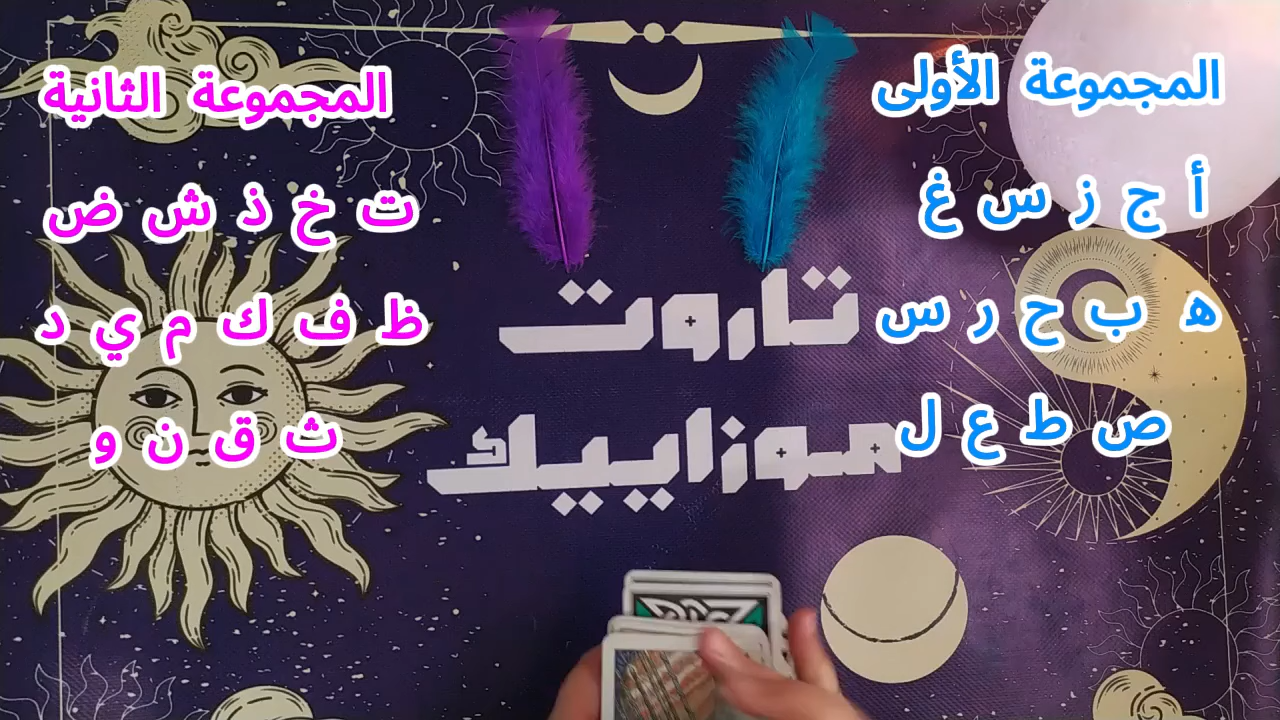 المجموعة الأولى
أ ج ز س غ
ه ب ح ر س
ص ط ع ل
المجموعة الثانية
ت خ ذ ش ض
ظ ف ك م ي د
ث ق ن و
تاروت
موزاييك